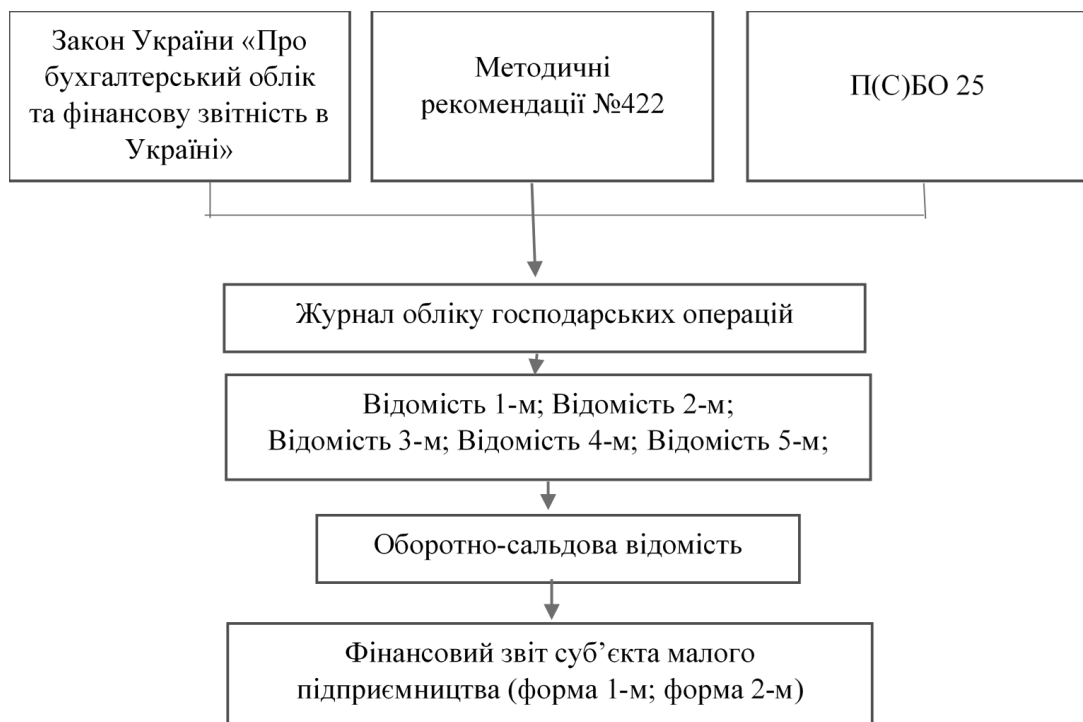 Закон України «Про
бухгалтерський облік
та фінансову звітність в
Україні»
Методичні
рекомендації №422
П(С)БО 25
Журнал обліку господарських операцій
Відомість 1-м; Відомість 2-м;
Відомість 3-м; Відомість 4-м; Відомість 5-м;
Оборотно-сальдова відомість
Фінансовий звіт суб’єкта малого
підприємництва (форма 1-м; форма 2-м)